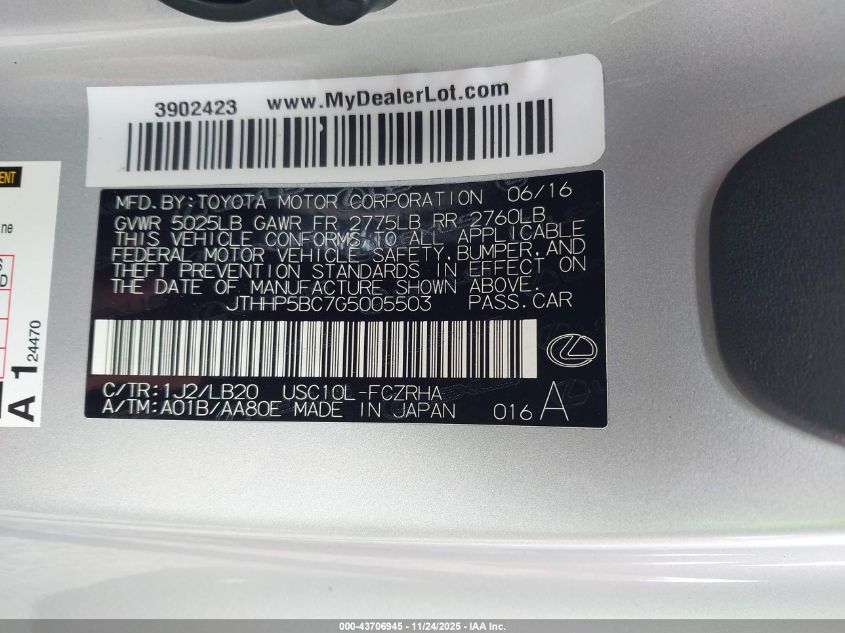 3902423 www.MyDealerLot.com
MFD.BY:TOYOTA MOTOR CORPORATION 06/16
GVWR 5025LB GAWR FR 2775LB RR 2760LB
THIS VEHICLE CONFORMS TO ALL APPLICABLE
FEDERAL MOTOR VEHICLE SAFETY,BUMPER,AND
THEFT PREVENTION STANDARDS IN EFFECT ON
THE DATE OF MANUFACTURE SHOWN ABOVE.
JTHHP5BC7G5005503 PASS.CAR
C/TR:1J2/LB20 USC10L-FCZRHA
A/TM:A01B/AA80E MADE IN JAPAN 016 A
A 1 24470
000-43706945 - 11/24/2025 - IAA Inc.